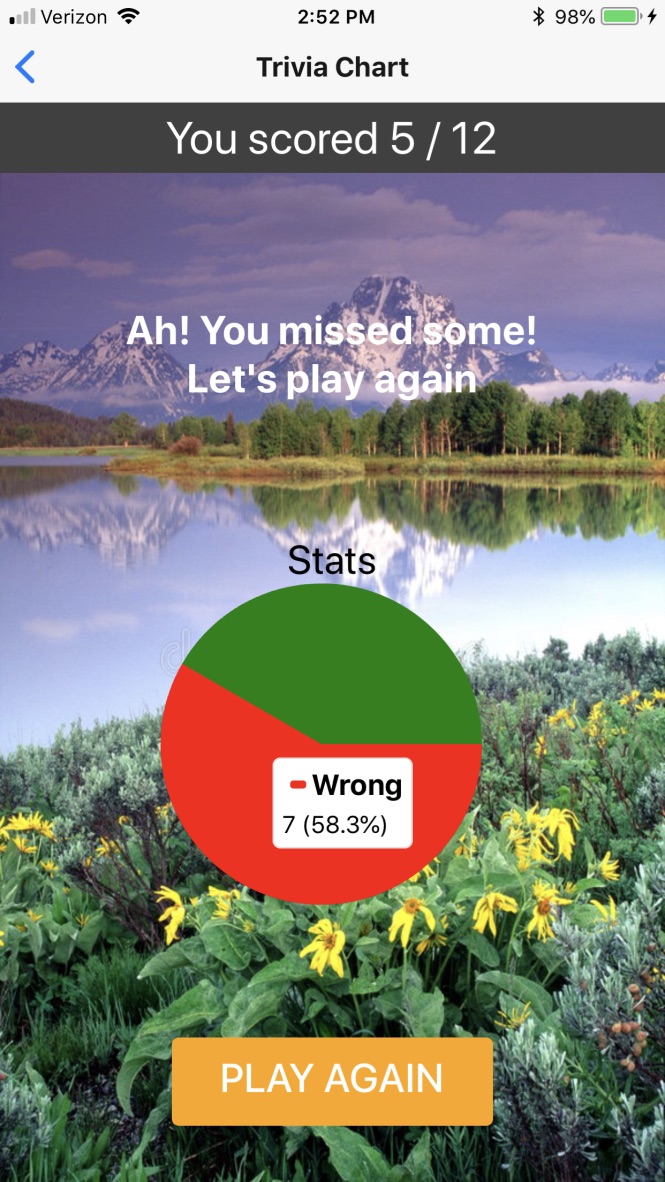 Verizon 2:52 PM 98%
Trivia Chart
You scored 5 / 12
Ah! You missed some!
Let's play again
Stats
Wrong
7 (58.3%)
PLAY AGAIN